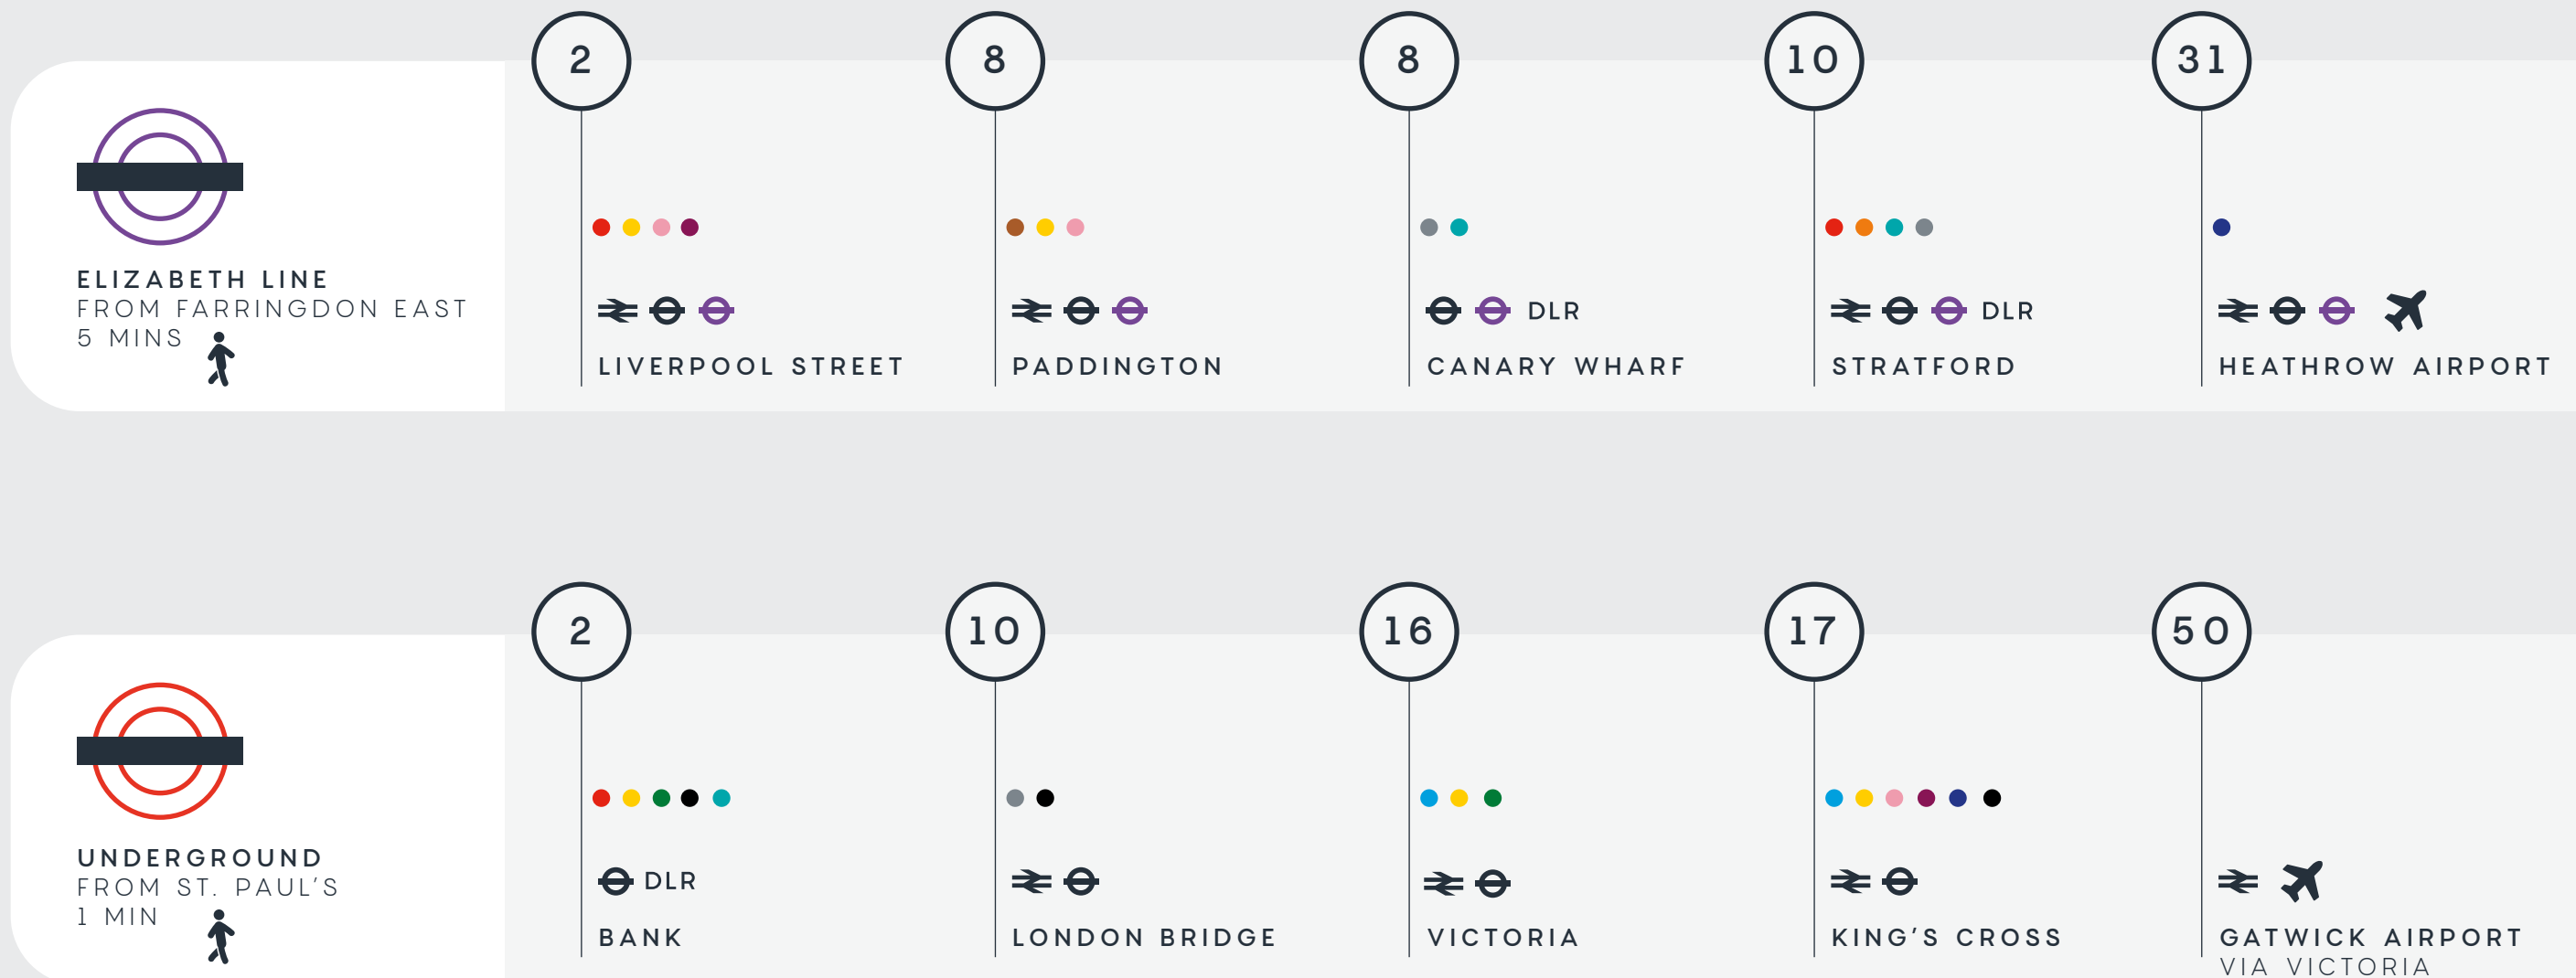 2
8
8
10
31
ELIZABETH LINE
FROM FARRINGDON EAST
5 MINS
LIVERPOOL STREET
PADDINGTON
DLR
CANARY WHARF
DLR
STRATFORD
HEATHROW AIRPORT
2
10
16
17
50
UNDERGROUND
FROM ST. PAUL'S
1 MIN
DLR
BANK
LONDON BRIDGE
VICTORIA
KING'S CROSS
GATWICK AIRPORT
VIA VICTORIA